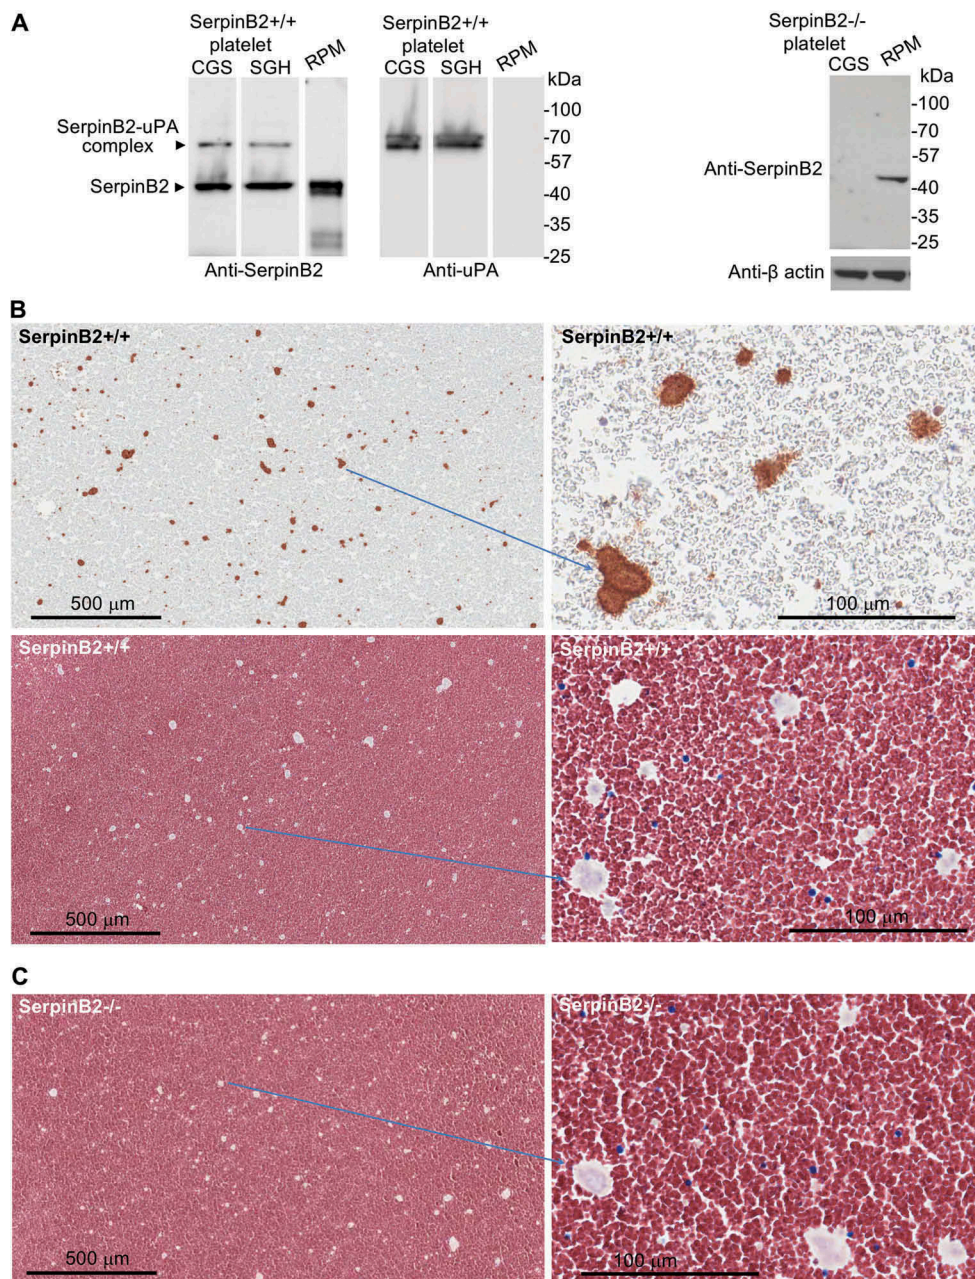 A
SerpinB2+/+
platelet
CGS SGH RPM
SerpinB2-uPA
complex
SerpinB2
Anti-SerpinB2
SerpinB2+/+
platelet
CGS SGH RPM
kDa
-100
-70
-57
-40
-35
-25
Anti-uPA
SerpinB2-/-
platelet
CGS RPM
kDa
-100
-70
-57
-40
-35
-25
Anti-SerpinB2
Anti-β actin
B
SerpinB2+/+
500 μm
SerpinB2+/+
100 μm
SerpinB2+/+
500 μm
SerpinB2+/+
100 μm
C
SerpinB2-/-
500 μm
SerpinB2-/-
100 μm